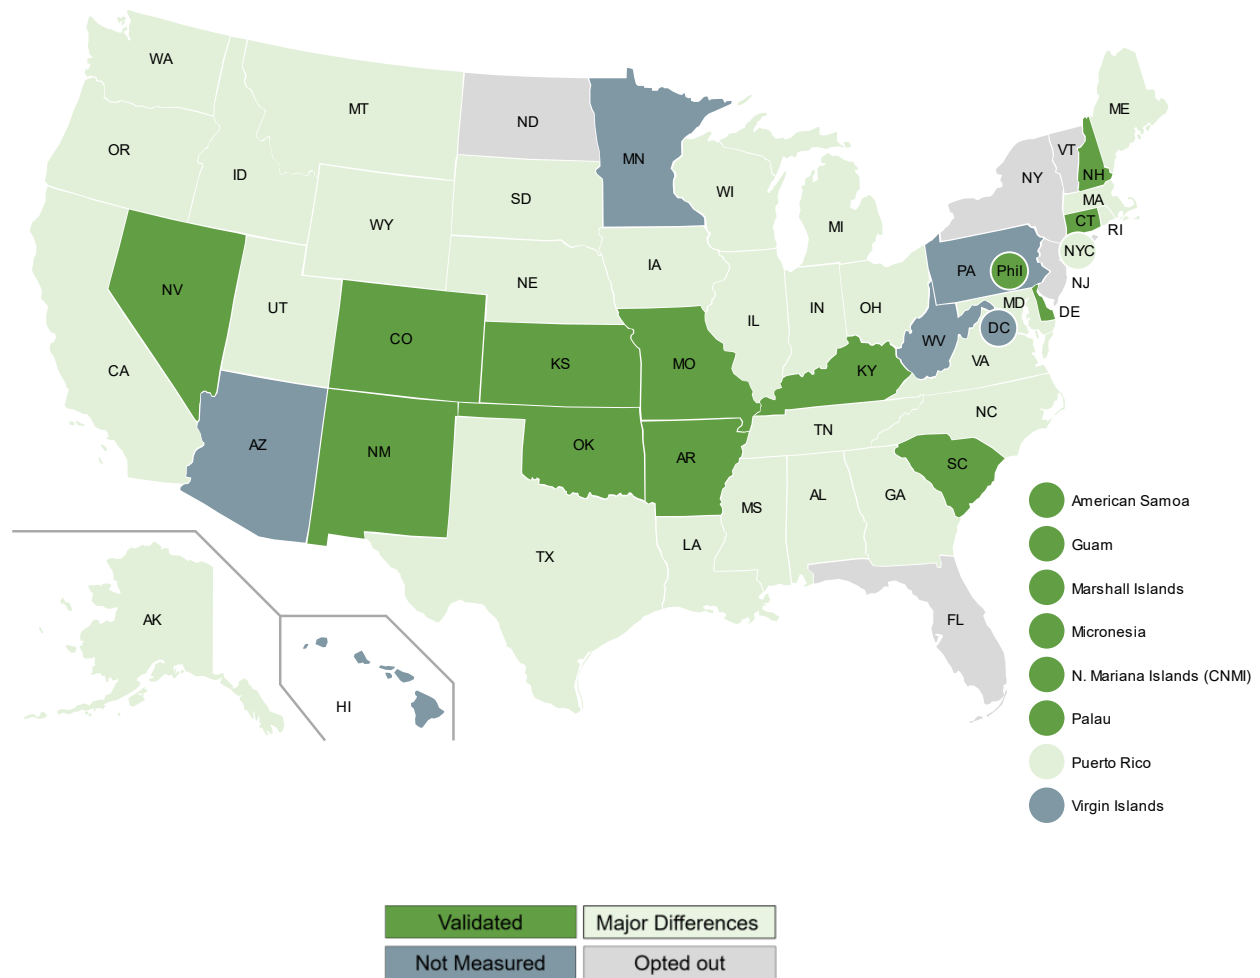 WA
MT
ND
ME
OR
ID
MN
VT
NY
NH
WY
SD
WI
MI
MA
CT
RI
NYC
NV
UT
NE
IA
PA
Phil
NJ
CO
IL
IN
OH
MD
DE
DC
WV
CA
KS
MO
KY
VA
NC
AZ
NM
OK
AR
TN
SC
MS
AL
GA
TX
LA
FL
AK
HI
American Samoa
Guam
Marshall Islands
Micronesia
N. Mariana Islands (CNMI)
Palau
Puerto Rico
Virgin Islands
Validated
Major Differences
Not Measured
Opted out